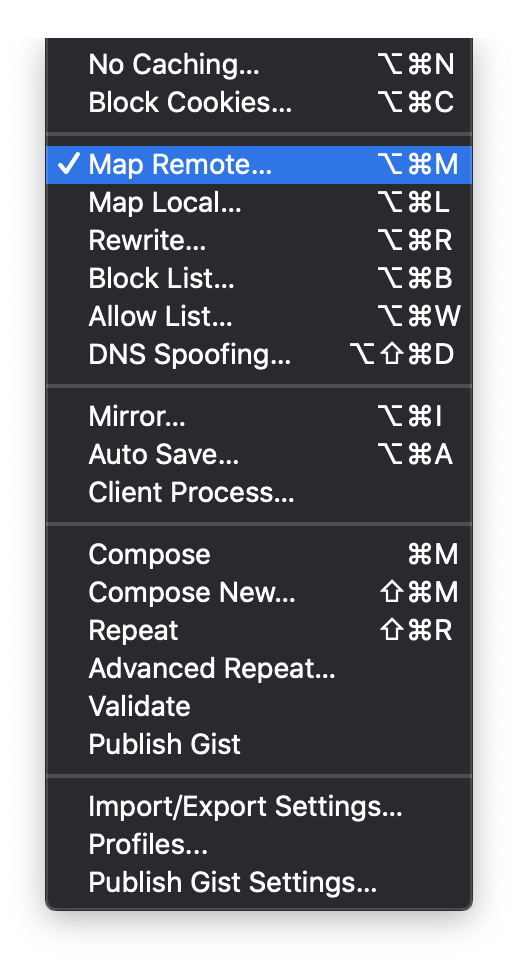 No Caching... ⌥⌘N
Block Cookies... ⌥⌘C
✓ Map Remote... ⌥⌘M
Map Local... ⌥⌘L
Rewrite... ⌥⌘R
Block List... ⌥⌘B
Allow List... ⌥⌘W
DNS Spoofing... ⌥⇧⌘D
Mirror... ⌥⌘I
Auto Save... ⌥⌘A
Client Process...
Compose ⌘M
Compose New... ⇧⌘M
Repeat ⇧⌘R
Advanced Repeat...
Validate
Publish Gist
Import/Export Settings...
Profiles...
Publish Gist Settings...